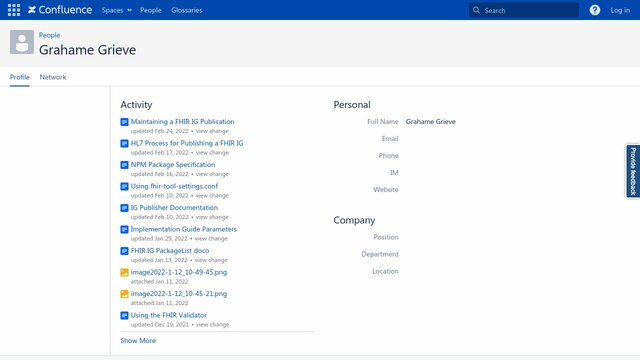 Confluence Spaces People Glossaries Search ? Log in
People
Grahame Grieve
Profile Network
Activity
Maintaining a FHIR IG Publication
updated Feb 24, 2022 • view change
HL7 Process for Publishing a FHIR IG
updated Feb 17, 2022 • view change
NPM Package Specification
updated Feb 16, 2022 • view change
Using fhir-tool-settings.conf
updated Feb 10, 2022 • view change
IG Publisher Documentation
updated Feb 10, 2022 • view change
Implementation Guide Parameters
updated Jan 29, 2022 • view change
FHIR IG PackageList doco
updated Jan 13, 2022 • view change
image2022-1-12_10-49-45.png
attached Jan 11, 2022
image2022-1-12_10-45-21.png
attached Jan 11, 2022
Using the FHIR Validator
updated Dec 19, 2021 • view change
Show More
Personal
Full Name Grahame Grieve
Email
Phone
IM
Website
Company
Position
Department
Location
Provide feedback